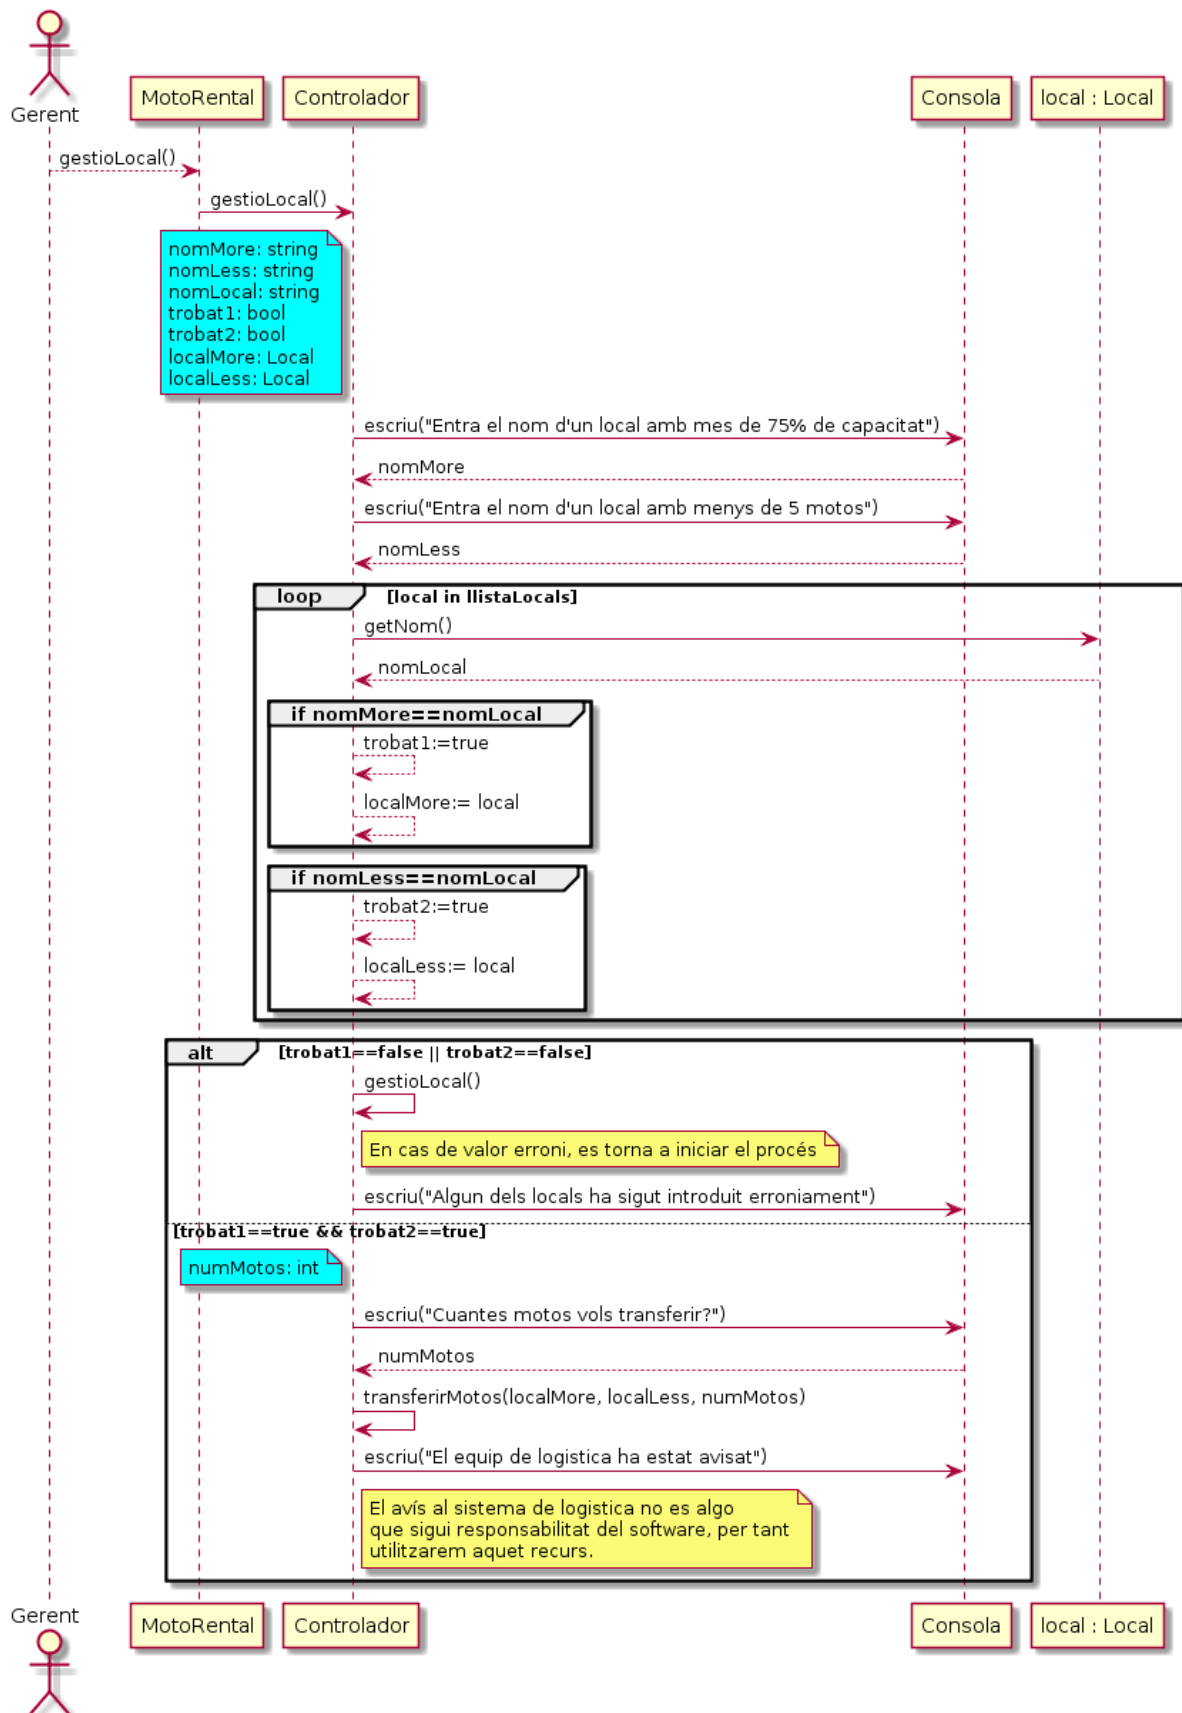 Gerent
MotoRental
Controlador
Consola
local : Local
gestioLocal()
gestioLocal()
nomMore: string
nomLess: string
nomLocal: string
trobat1: bool
trobat2: bool
localMore: Local
localLess: Local
escriu("Entra el nom d'un local amb mes de 75% de capacitat")
nomMore
escriu("Entra el nom d'un local amb menys de 5 motos")
nomLess
loop [local in llistaLocals]
getNom()
nomLocal
if nomMore==nomLocal
trobat1:=true
localMore:= local
if nomLess==nomLocal
trobat2:=true
localLess:= local
alt [trobat1==false || trobat2==false]
gestioLocal()
En cas de valor erroni, es torna a iniciar el procés
escriu("Algun dels locals ha sigut introduit erroniament")
[trobat1==true && trobat2==true]
numMotos: int
escriu("Cuantes motos vols transferir?")
numMotos
transferirMotos(localMore, localLess, numMotos)
escriu("El equip de logistica ha estat avisat")
El avís al sistema de logistica no es algo
que sigui responsabilitat del software, per tant
utilitzarem aquet recurs.
Gerent
MotoRental
Controlador
Consola
local : Local